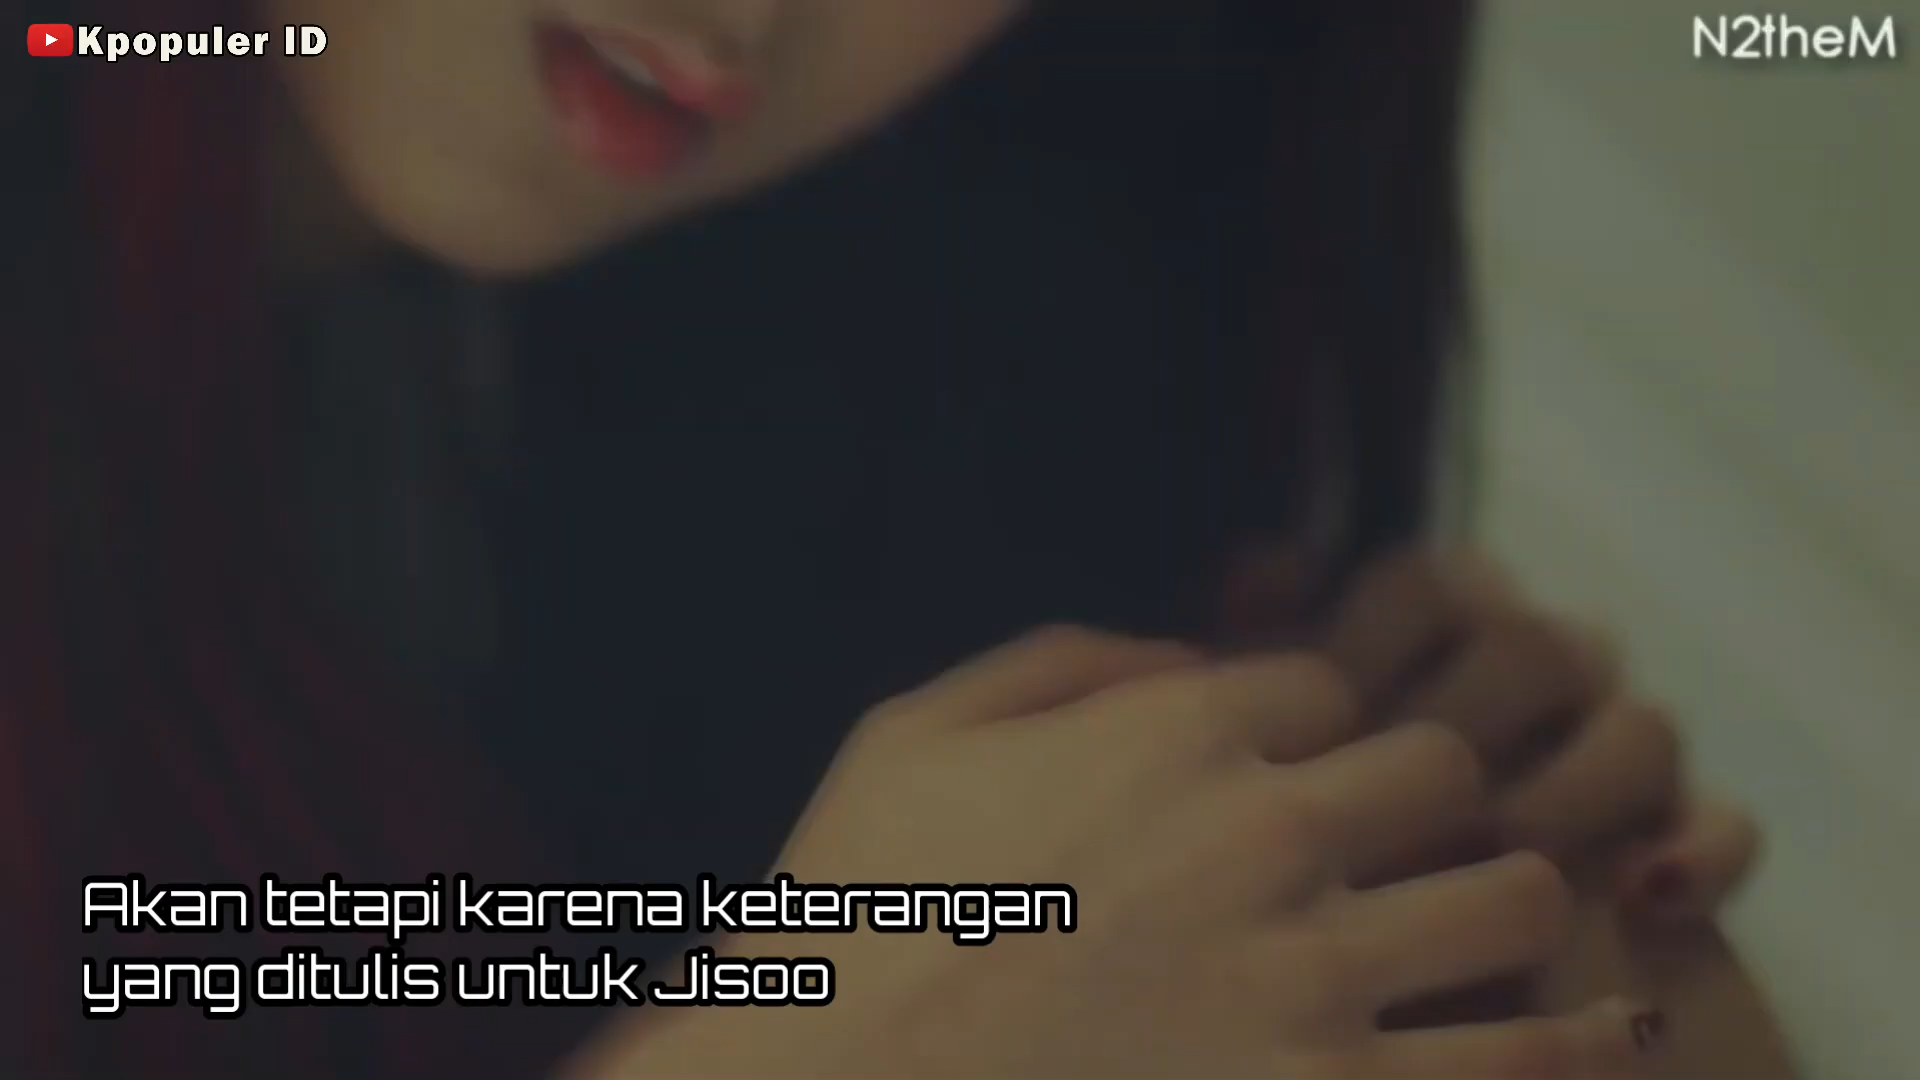 Kpopuler ID
N2theM
Akan tetapi karena keterangan
yang ditulis untuk Jisoo